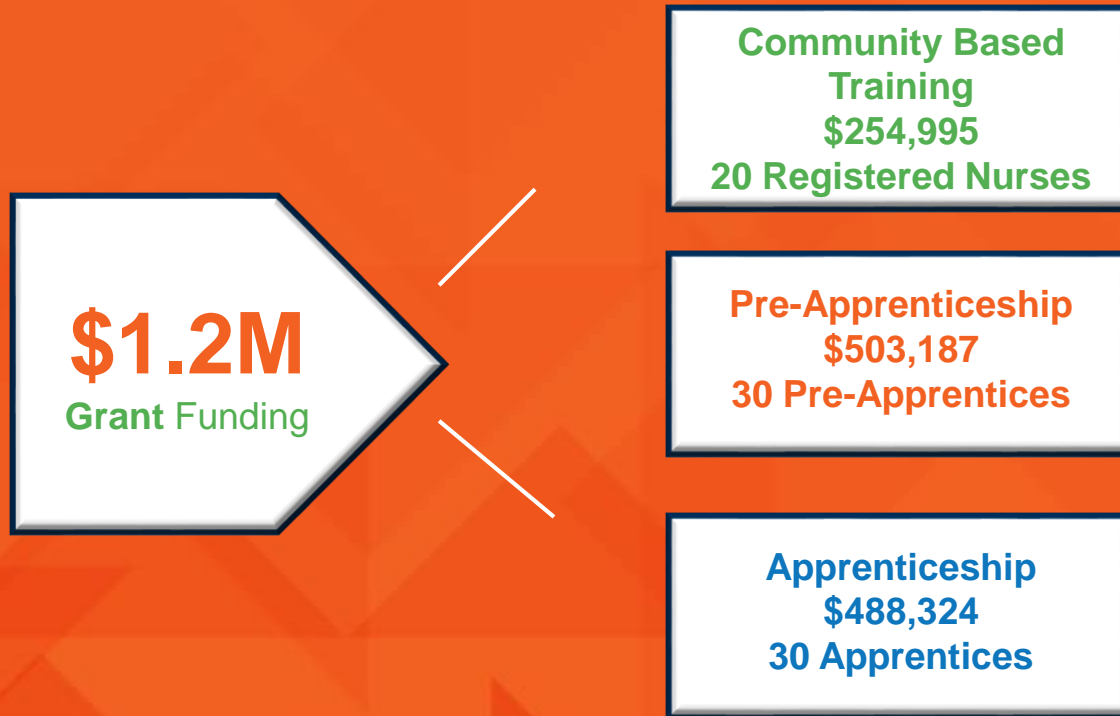 $1.2M
Grant Funding
Community Based
Training
$254,995
20 Registered Nurses
Pre-Apprenticeship
$503,187
30 Pre-Apprentices
Apprenticeship
$488,324
30 Apprentices